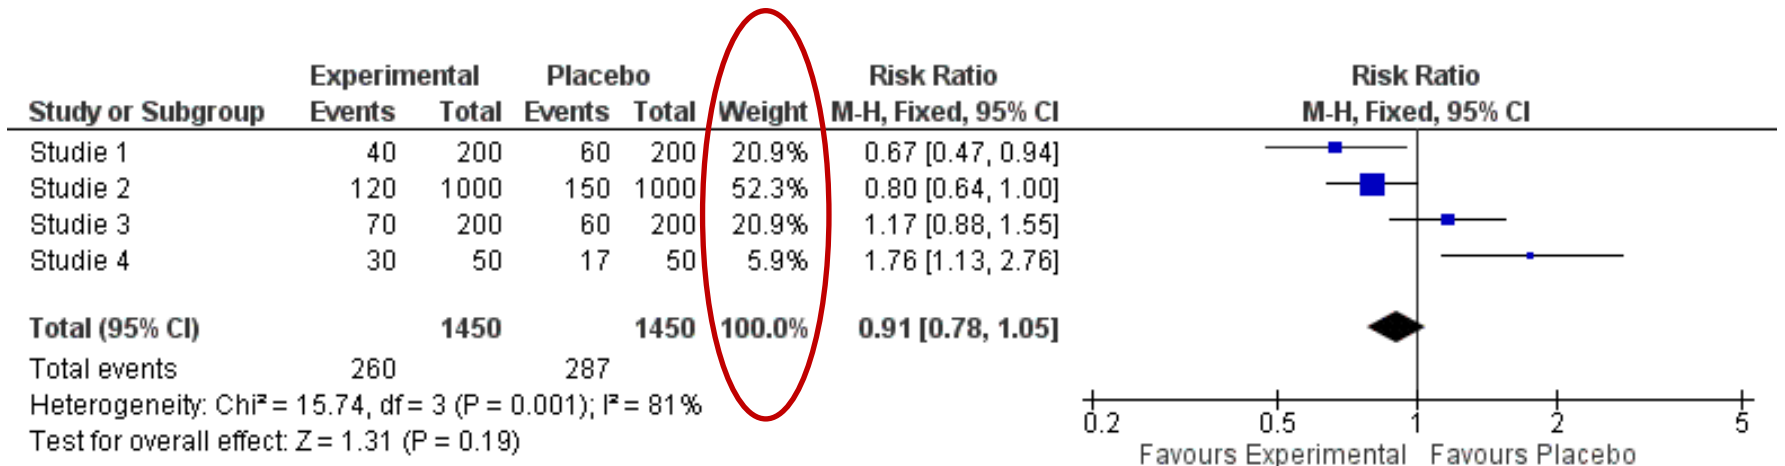 Experimental Placebo Risk Ratio Risk Ratio
Study or Subgroup Events Total Events Total Weight M-H, Fixed, 95% CI M-H, Fixed, 95% CI
Studie 1 40 200 60 200 20.9% 0.67 [0.47, 0.94]
Studie 2 120 1000 150 1000 52.3% 0.80 [0.64, 1.00]
Studie 3 70 200 60 200 20.9% 1.17 [0.88, 1.55]
Studie 4 30 50 17 50 5.9% 1.76 [1.13, 2.76]
Total (95% CI) 1450 1450 100.0% 0.91 [0.78, 1.05]
Total events 260 287
Heterogeneity: Chi² = 15.74, df = 3 (P = 0.001); I² = 81%
Test for overall effect: Z = 1.31 (P = 0.19)
0.2 0.5 1 2 5
Favours Experimental Favours Placebo